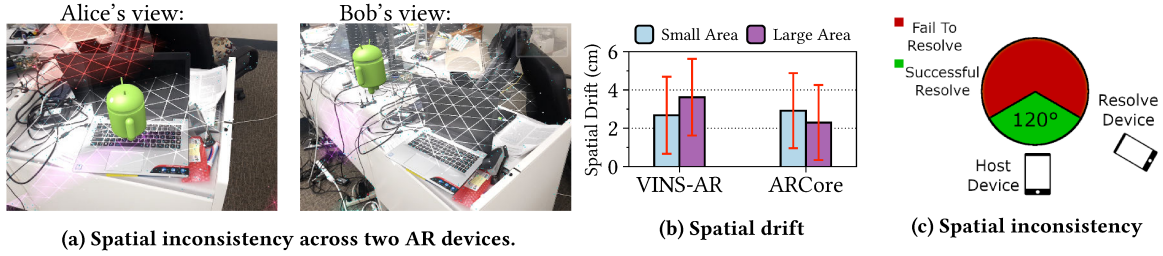 Alice's view:
Bob's view:
(a) Spatial inconsistency across two AR devices.
Small Area
Large Area
Spatial Drift (cm)
6
4
2
0
VINS-AR
ARCore
(b) Spatial drift
Fail To
Resolve
Successful
Resolve
120°
Resolve
Device
Host
Device
(c) Spatial inconsistency